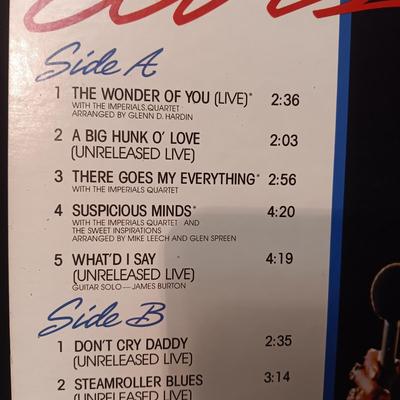 Side A
1 THE WONDER OF YOU (LIVE)* 2:36
WITH THE IMPERIALS QUARTET
ARRANGED BY GLENN D. HARDIN
2 A BIG HUNK O' LOVE 2:03
(UNRELEASED LIVE)
3 THERE GOES MY EVERYTHING* 2:56
WITH THE IMPERIALS QUARTET
4 SUSPICIOUS MINDS* 4:20
WITH THE IMPERIALS QUARTET AND
THE SWEET INSPIRATIONS
ARRANGED BY MIKE LEECH AND GLEN SPREEN
5 WHAT'D I SAY 4:19
(UNRELEASED LIVE)
GUITAR SOLO—JAMES BURTON
Side B
1 DON'T CRY DADDY 2:35
(UNRELEASED LIVE)
2 STEAMROLLER BLUES 3:14
(UNRELEASED LIVE)